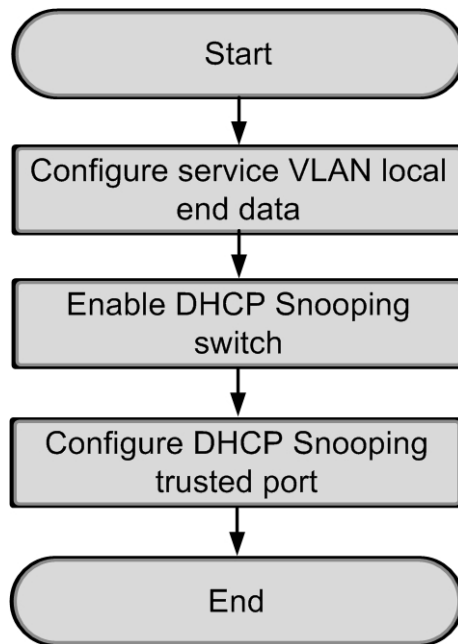 Start
Configure service VLAN local
end data
Enable DHCP Snooping
switch
Configure DHCP Snooping
trusted port
End